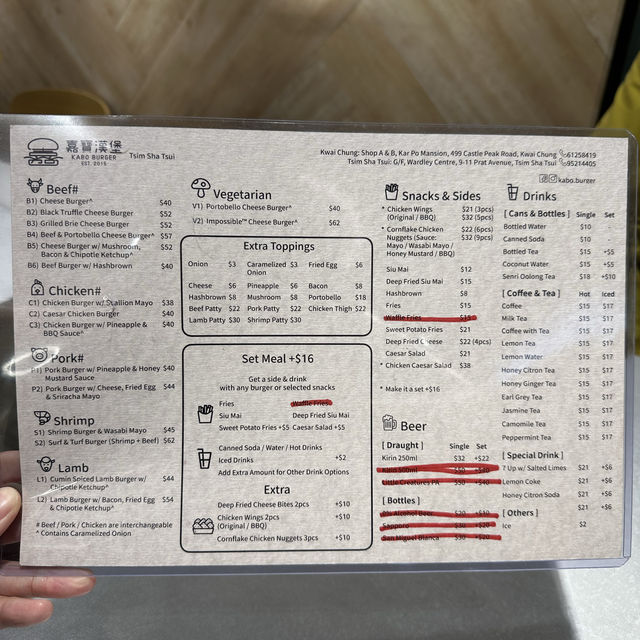 嘉寶漢堡
KABO BURGER
EST. 2015
Tsim Sha Tsui
Kwai Chung: Shop A & B, Kar Po Mansion, 499 Castle Peak Road, Kwai Chung 61258419
Tsim Sha Tsui: G/F, Wardley Centre, 9-11 Prat Avenue, Tsim Sha Tsui 95214405
kabo.burger
Beef#
B1) Cheese Burger^ $40
B2) Black Truffle Cheese Burger $52
B3) Grilled Brie Cheese Burger $52
B4) Beef & Portobello Cheese Burger^ $57
B5) Cheese Burger w/ Mushroom, $52
Bacon & Chipotle Ketchup^
B6) Beef Burger w/ Hashbrown $40
Chicken#
C1) Chicken Burger w/ Stallion Mayo $38
C2) Caesar Chicken Burger $40
C3) Chicken Burger w/ Pineapple & $40
BBQ Sauce^
Pork#
P1) Pork Burger w/ Pineapple & Honey $40
Mustard Sauce
P2) Pork Burger w/ Cheese, Fried Egg $44
& Sriracha Mayo
Shrimp
S1) Shrimp Burger & Wasabi Mayo $45
S2) Surf & Turf Burger (Shrimp + Beef) $62
Lamb
L1) Cumin Spiced Lamb Burger w/ $44
Chipotle Ketchup^
L2) Lamb Burger w/ Bacon, Fried Egg $54
& Chipotle Ketchup^
# Beef / Pork / Chicken are interchangeable
^ Contains Caramelized Onion
Vegetarian
V1) Portobello Cheese Burger^ $40
V2) Impossible™ Cheese Burger^ $62
Extra Toppings
Onion $3 Caramelized $3 Fried Egg $6
Onion
Cheese $6 Pineapple $6 Bacon $8
Hashbrown $8 Mushroom $8 Portobello $18
Beef Patty $22 Pork Patty $22 Chicken Thigh $22
Lamb Patty $30 Shrimp Patty $30
Set Meal +$16
Get a side & drink
with any burger or selected snacks
Fries Waffle Fries
Siu Mai Deep Fried Siu Mai
Sweet Potato Fries +$5 Caesar Salad +$5
Canned Soda / Water / Hot Drinks
Iced Drinks +$2
Add Extra Amount for Other Drink Options
Extra
Deep Fried Cheese Bites 2pcs +$10
Chicken Wings 2pcs +$10
(Original / BBQ)
Cornflake Chicken Nuggets 3pcs +$10
Snacks & Sides
* Chicken Wings $21 (3pcs)
(Original / BBQ) $32 (5pcs)
* Cornflake Chicken $22 (6pcs)
Nuggets (Sauce: $32 (9pcs)
Mayo / Wasabi Mayo /
Honey Mustard / BBQ)
Siu Mai $12
Deep Fried Siu Mai $15
Hashbrown $8
Fries $15
Waffle Fries $15
Sweet Potato Fries $21
Deep Fried Cheese $22 (4pcs)
Caesar Salad $21
* Chicken Caesar Salad $38
* Make it a set +$16
Beer
[ Draught ] Single Set
Kirin 250ml $32 +$22
Kirin 500ml $50 +$40
Little Creatures PA $50 +$40
[ Bottles ]
0% Alcohol Beer $20 +$10
Sapporo $30 $20
San Miguel Blanca $30 $20
Drinks
[ Cans & Bottles ] Single Set
Bottled Water $10
Canned Soda $10
Bottled Tea $15 +$5
Coconut Water $15 +$5
Senri Oolong Tea $18 +$10
[ Coffee & Tea ] Hot Iced
Coffee $15 $17
Milk Tea $15 $17
Coffee with Tea $15 $17
Lemon Tea $15 $17
Lemon Water $15 $17
Honey Citron Tea $15 $17
Honey Ginger Tea $15 $17
Earl Grey Tea $15 $17
Jasmine Tea $15 $17
Camomile Tea $15 $17
Peppermint Tea $15 $17
[ Special Drink ]
7 Up w/ Salted Limes $21 +$6
Lemon Coke $21 +$6
Honey Citron Soda $21 +$6
[ Others ] $21 +$6
Ice $2